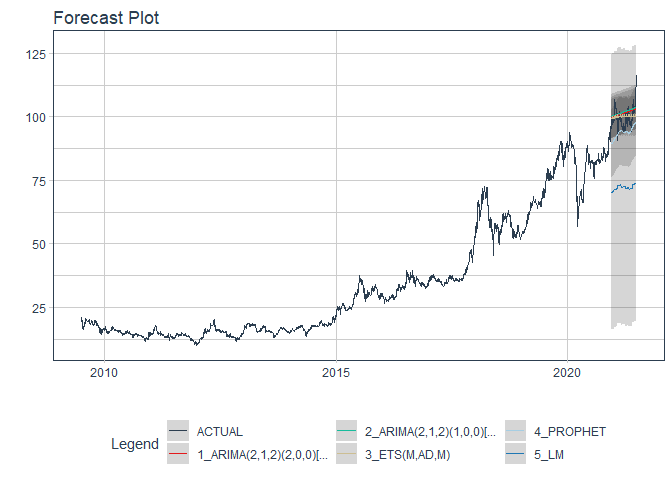 Forecast Plot
125
100
75
50
25
2010 2015 2020
Legend
ACTUAL 2_ARIMA(2,1,2)(1,0,0)[... 4_PROPHET
1_ARIMA(2,1,2)(2,0,0)[... 3_ETS(M,AD,M) 5_LM